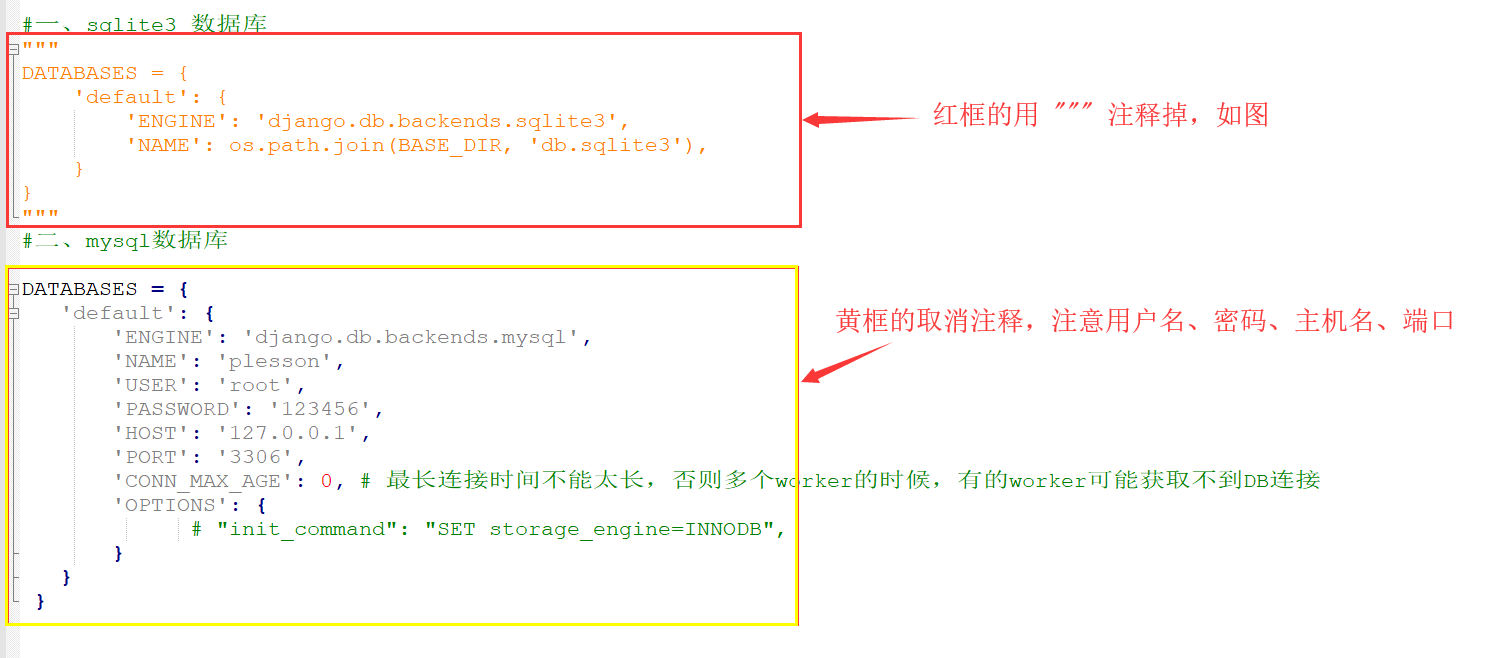 #一、sqlite3 数据库
"""
DATABASES = {
    'default': {
        'ENGINE': 'django.db.backends.sqlite3',
        'NAME': os.path.join(BASE_DIR, 'db.sqlite3'),
    }
}
"""
红框的用 """ 注释掉，如图
#二、mysql数据库
DATABASES = {
   'default': {
       'ENGINE': 'django.db.backends.mysql',
       'NAME': 'plesson',
       'USER': 'root',
       'PASSWORD': '123456',
       'HOST': '127.0.0.1',
       'PORT': '3306',
       'CONN_MAX_AGE': 0, # 最长连接时间不能太长，否则多个worker的时候，有的worker可能获取不到DB连接
       'OPTIONS': {
             # "init_command": "SET storage_engine=INNODB",
       }
   }
 }
黄框的取消注释，注意用户名、密码、主机名、端口